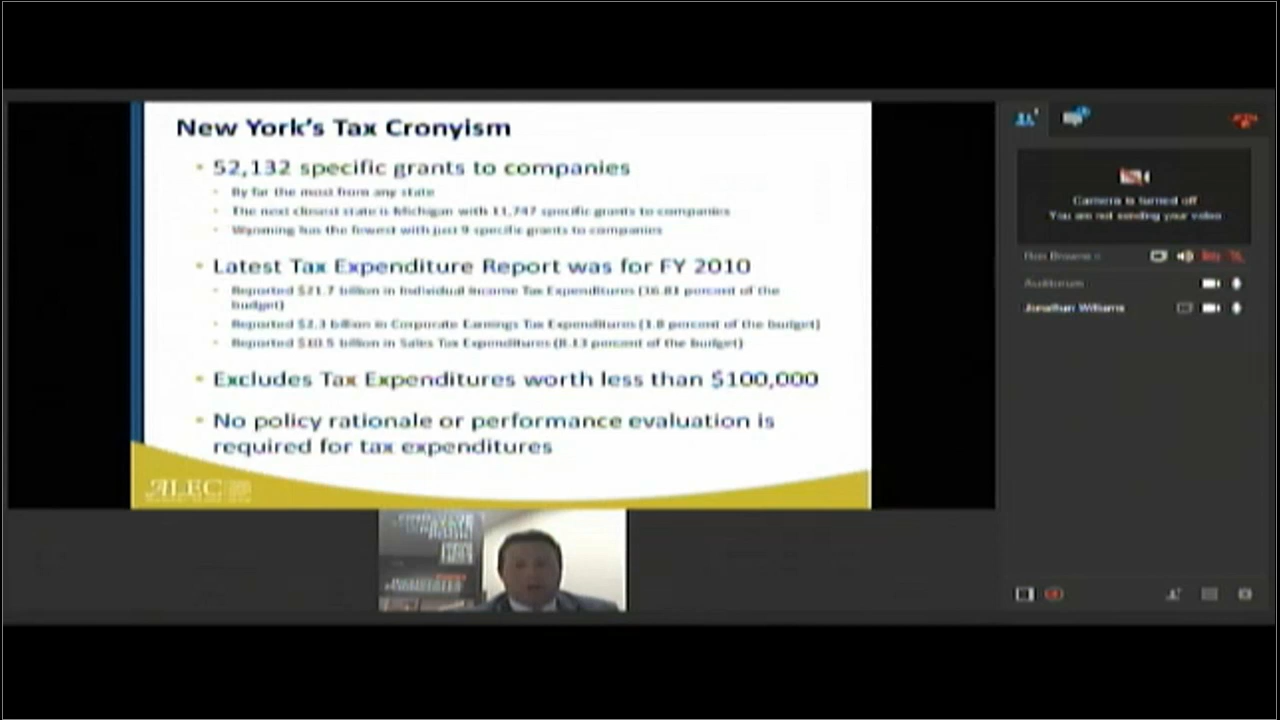 New York's Tax Cronyism
52,132 specific grants to companies
By far the most from any state
The next closest state is Michigan with 11,747 specific grants to companies
Wyoming has the fewest with just 9 specific grants to companies
Latest Tax Expenditure Report was for FY 2010
Reported $21.7 billion in Individual Income Tax Expenditures (16.81 percent of the
budget)
Reported $2.3 billion in Corporate Earnings Tax Expenditures (1.8 percent of the budget)
Reported $10.5 billion in Sales Tax Expenditures (8.13 percent of the budget)
Excludes Tax Expenditures worth less than $100,000
No policy rationale or performance evaluation is
required for tax expenditures
ALEC
Camera is turned off
You are not sending your video
Ron Browne
Auditorium
Jonathan Williams